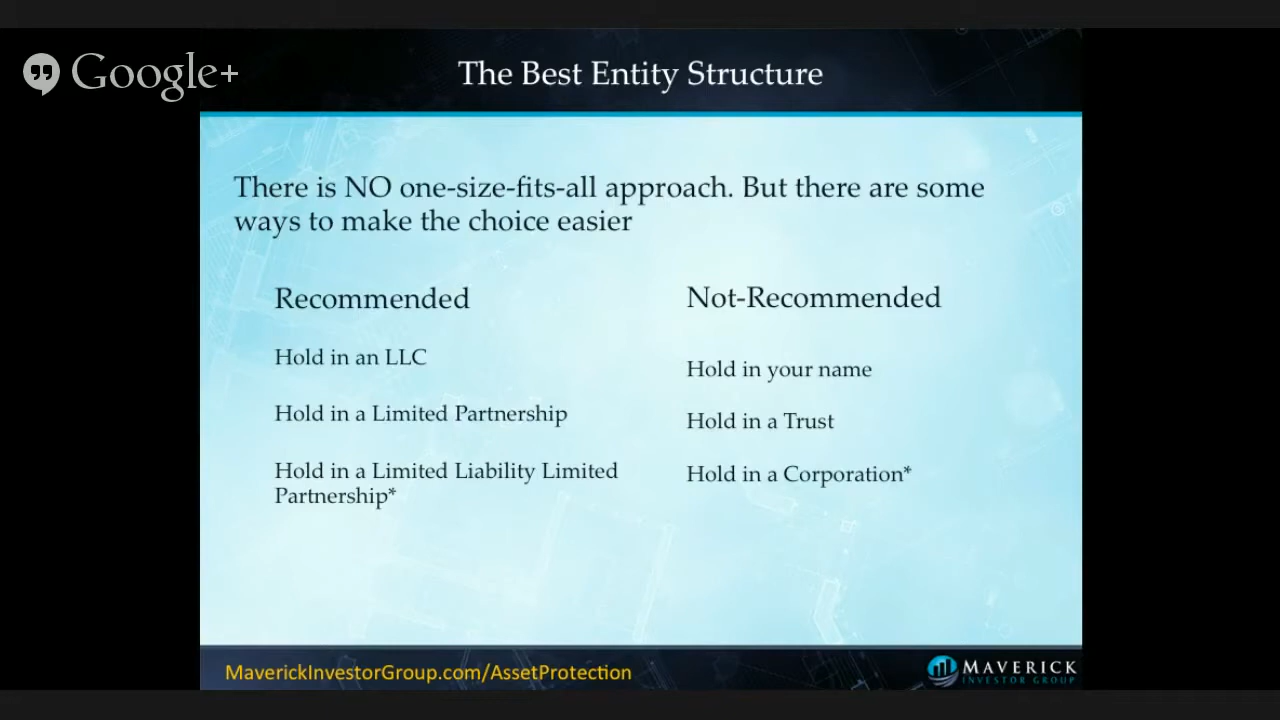 Google+
The Best Entity Structure
There is NO one-size-fits-all approach. But there are some
ways to make the choice easier
Recommended
Hold in an LLC
Hold in a Limited Partnership
Hold in a Limited Liability Limited
Partnership*
Not-Recommended
Hold in your name
Hold in a Trust
Hold in a Corporation*
MaverickInvestorGroup.com/AssetProtection
MAVERICK
INVESTOR GROUP